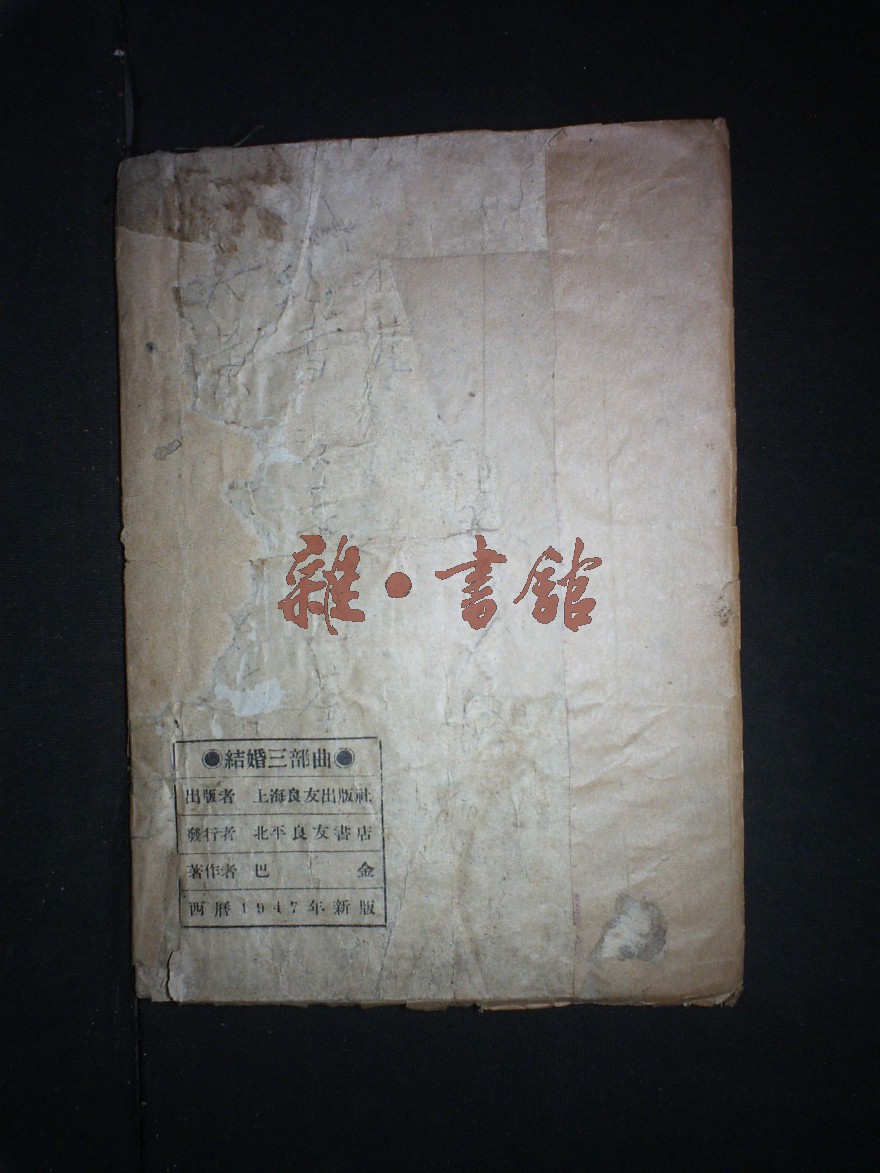 雜·書館
●結婚三部曲●
出版者 上海良友出版社
發行者 北平良友書店
著作者 巴 金
西曆1947年新版